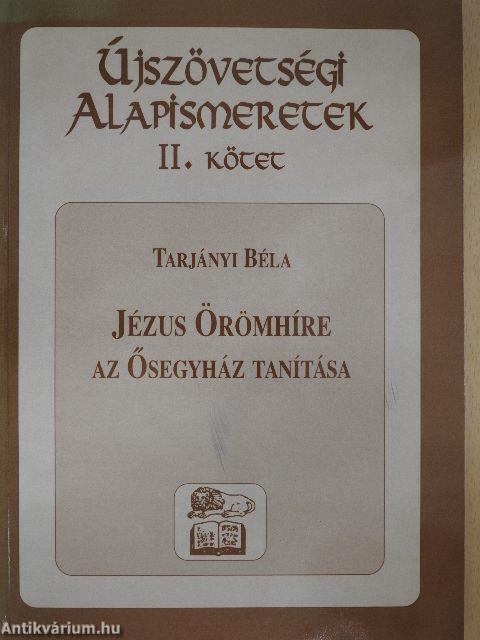 Újszövetségi
Alapismeretek
II. kötet
Tarjányi Béla
Jézus Örömhíre
az Ősegyház tanítása
Antikvárium.hu